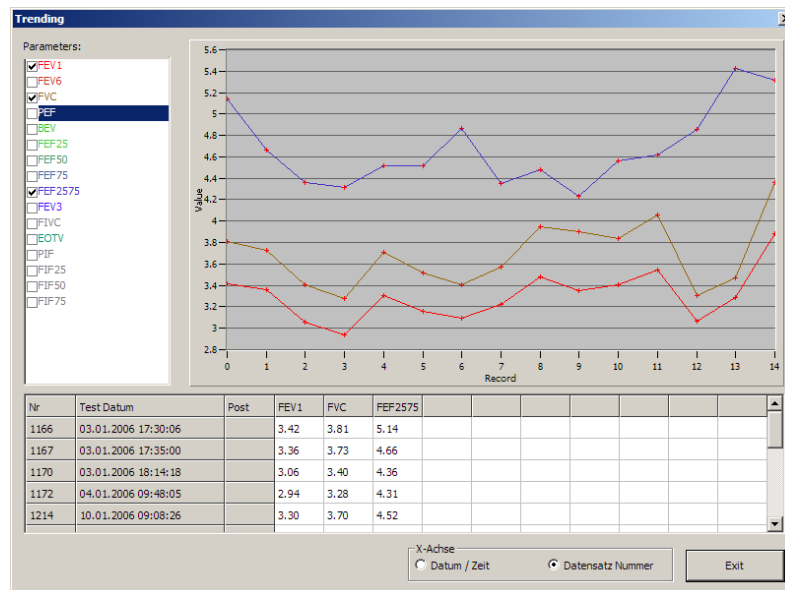 Trending
Parameters:
FEV1
FEV6
FVC
PEF
BEV
FEF25
FEF50
FEF75
FEF2575
FEV3
FIVC
EOTV
PIF
FIF25
FIF50
FIF75
5.6
5.4
5.2
5
4.8
4.6
4.4
4.2
4
3.8
3.6
3.4
3.2
3
2.8
Value
0 1 2 3 4 5 6 7 8 9 10 11 12 13 14
Record
Nr Test Datum Post FEV1 FVC FEF2575
1166 03.01.2006 17:30:06 3.42 3.81 5.14
1167 03.01.2006 17:35:00 3.36 3.73 4.66
1170 03.01.2006 18:14:18 3.06 3.40 4.36
1172 04.01.2006 09:48:05 2.94 3.28 4.31
1214 10.01.2006 09:08:26 3.30 3.70 4.52
X-Achse
Datum / Zeit Datensatz Nummer Exit